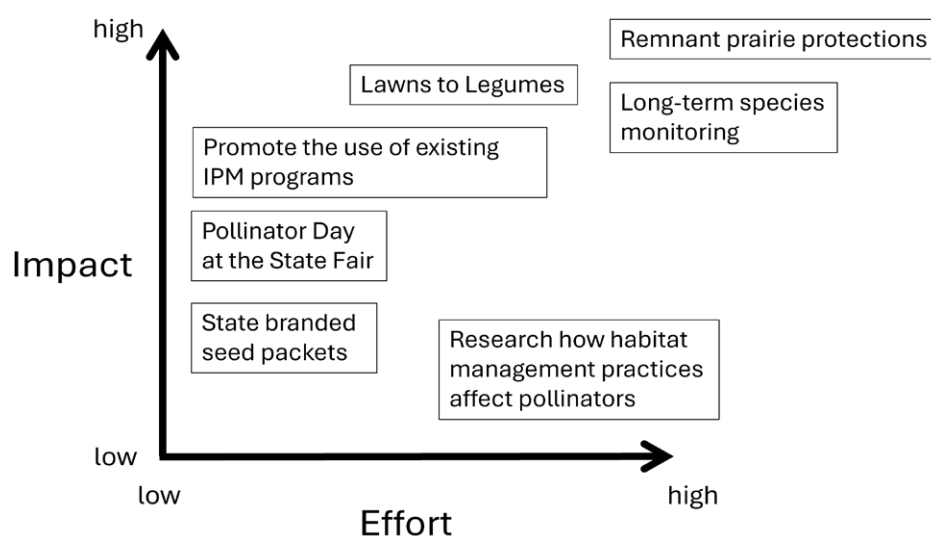 high
Remnant prairie protections
Lawns to Legumes
Long-term species
monitoring
Promote the use of existing
IPM programs
Pollinator Day
at the State Fair
Impact
State branded
seed packets
Research how habitat
management practices
affect pollinators
low
low
high
Effort